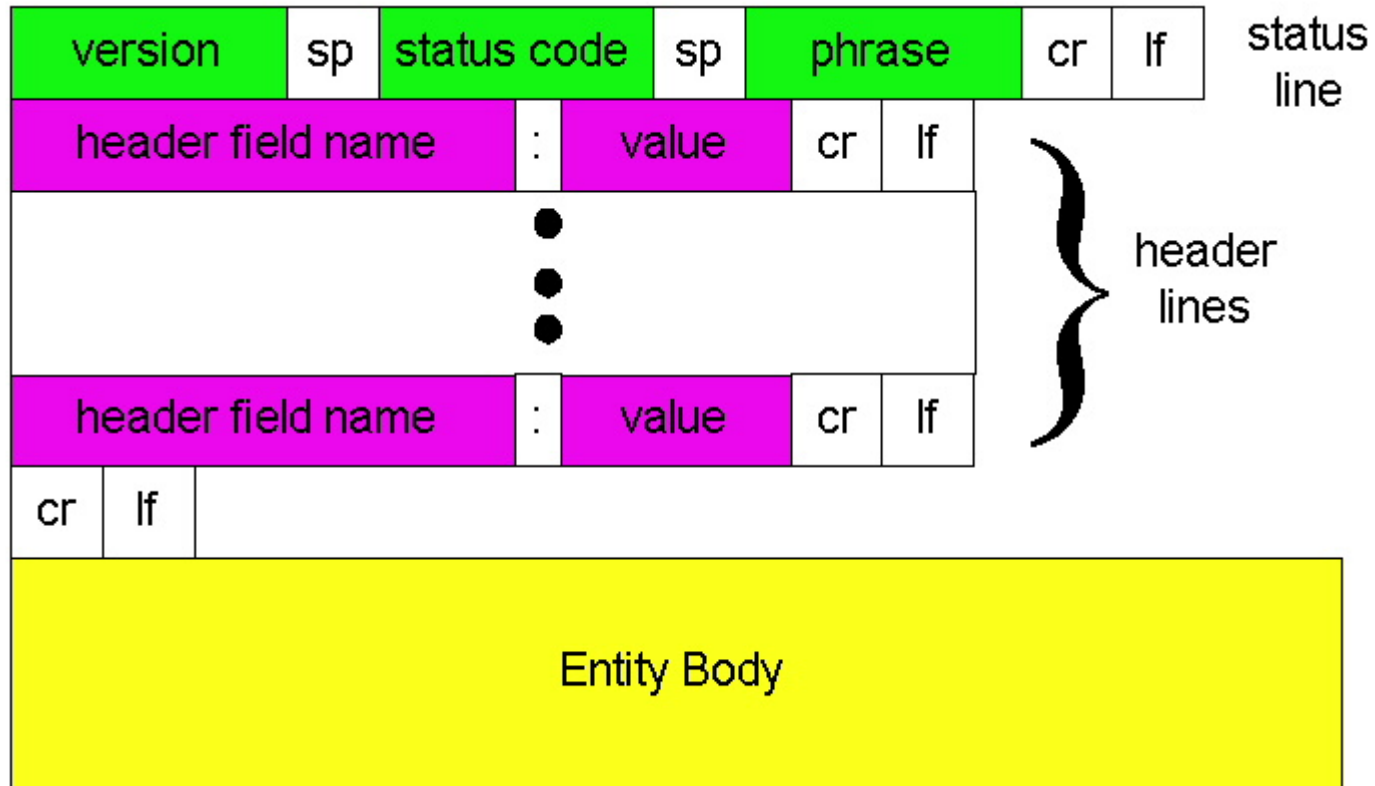 version sp status code sp phrase cr lf
status
line
header field name : value cr lf
header
lines
header field name : value cr lf
cr lf
Entity Body